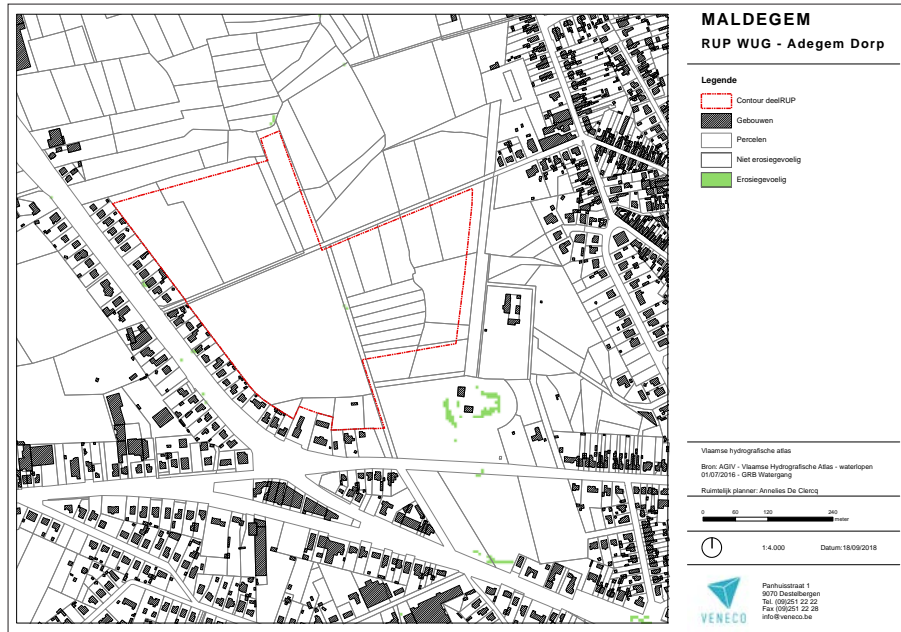 MALDEGEM
RUP WUG - Adegem Dorp
Legende
Contour deelRUP
Gebouwen
Percelen
Niet erosiegevoelig
Erosiegevoelig
Vlaamse hydrografische atlas
Bron: AGIV - Vlaamse Hydrografische Atlas - waterlopen
01/07/2016 - GRB Watergang
Ruimtelijk planner: Annelies De Clercq
0 60 120 240
meter
1:4.000 Datum:18/09/2018
Panhuisstraat 1
9070 Destelbergen
Tel. (09)251 22 22
Fax (09)251 22 28
info@veneco.be
VENECO